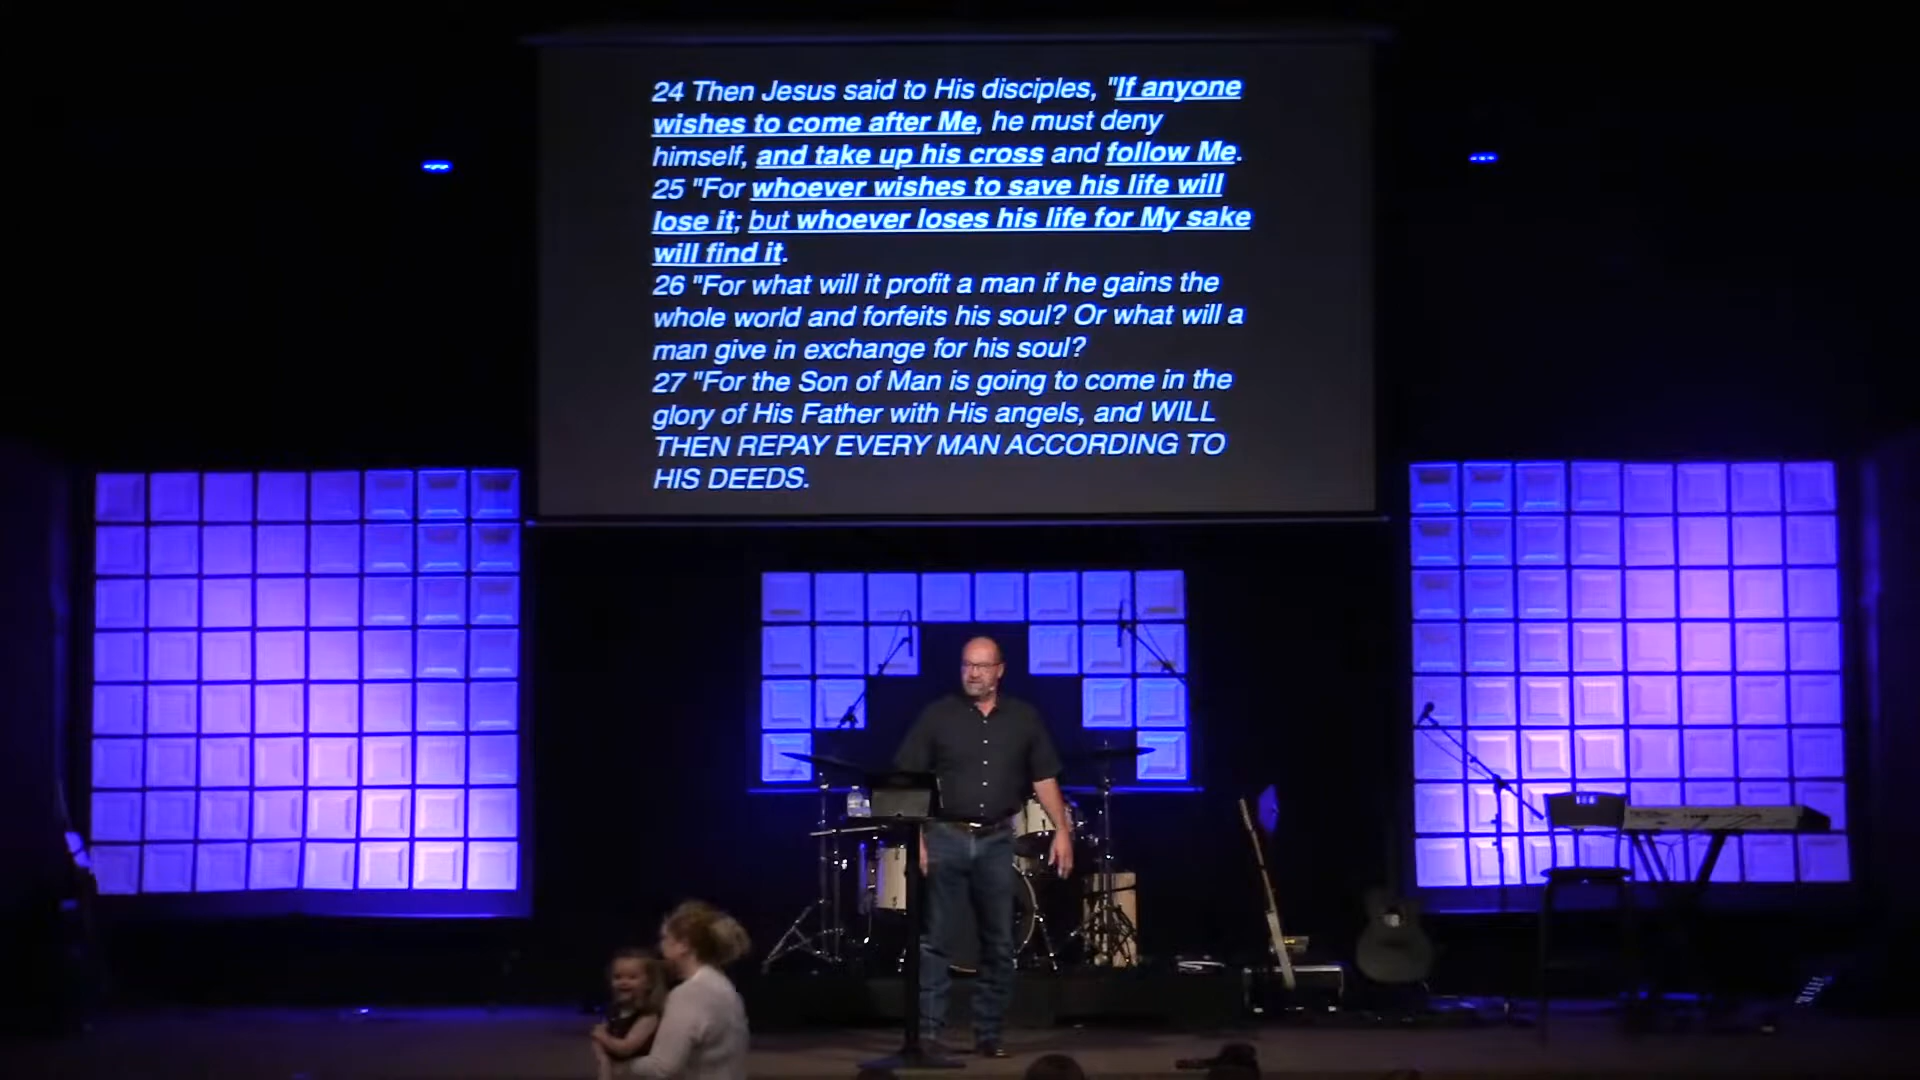 24 Then Jesus said to His disciples, "If anyone
wishes to come after Me, he must deny
himself, and take up his cross and follow Me.
25 "For whoever wishes to save his life will
lose it; but whoever loses his life for My sake
will find it.
26 "For what will it profit a man if he gains the
whole world and forfeits his soul? Or what will a
man give in exchange for his soul?
27 "For the Son of Man is going to come in the
glory of His Father with His angels, and WILL
THEN REPAY EVERY MAN ACCORDING TO
HIS DEEDS.